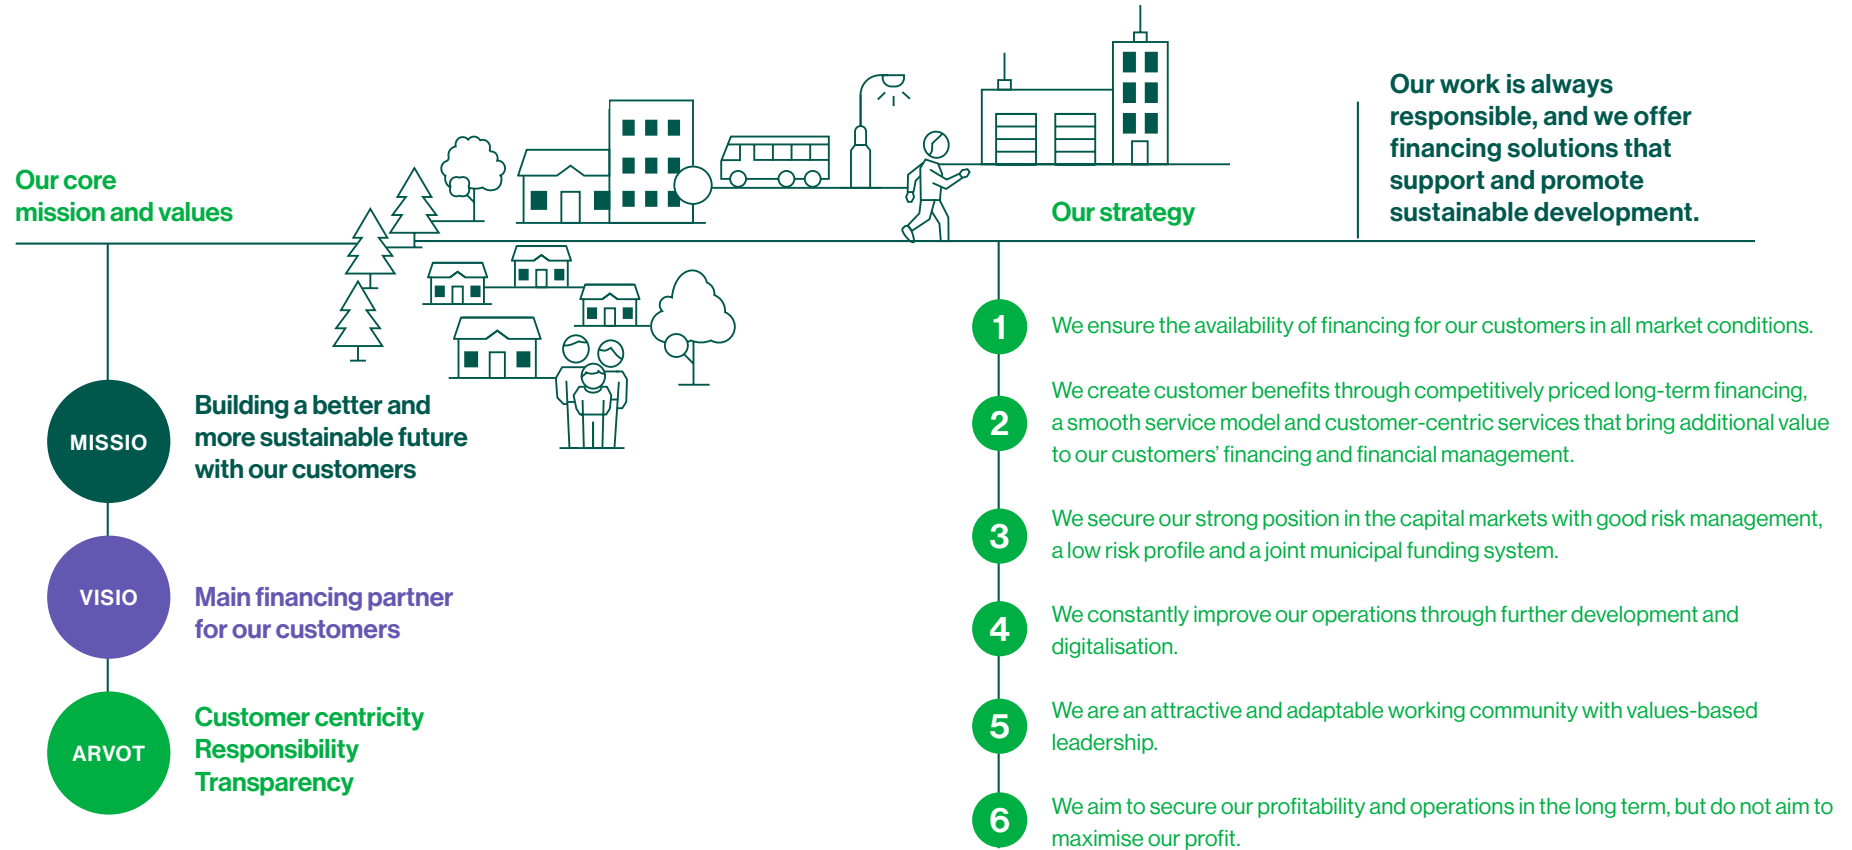 Our core
mission and values
MISSIO
Building a better and
more sustainable future
with our customers
VISIO
Main financing partner
for our customers
ARVOT
Customer centricity
Responsibility
Transparency
Our work is always
responsible, and we offer
financing solutions that
support and promote
sustainable development.
Our strategy
1
We ensure the availability of financing for our customers in all market conditions.
2
We create customer benefits through competitively priced long-term financing,
a smooth service model and customer-centric services that bring additional value
to our customers’ financing and financial management.
3
We secure our strong position in the capital markets with good risk management,
a low risk profile and a joint municipal funding system.
4
We constantly improve our operations through further development and
digitalisation.
5
We are an attractive and adaptable working community with values-based
leadership.
6
We aim to secure our profitability and operations in the long term, but do not aim to
maximise our profit.